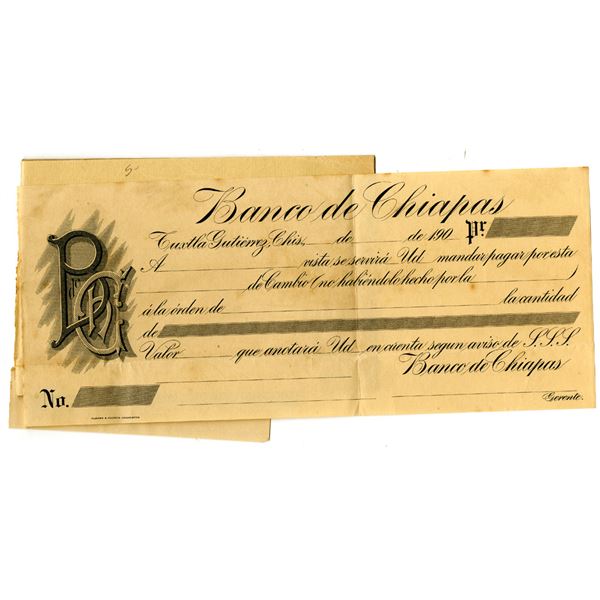 Banco de Chiapas
Tuxtla Gutiérrez, Chis, de de 190 Pr.
A vista se servirá Ud mandar pagar por esta
de Cambio (no habiéndolo hecho por la )
á la órden de la cantidad
de
Valor que anotará Ud en cuenta segun aviso de S.S.S.
Banco de Chiapas
No.
Gerente.